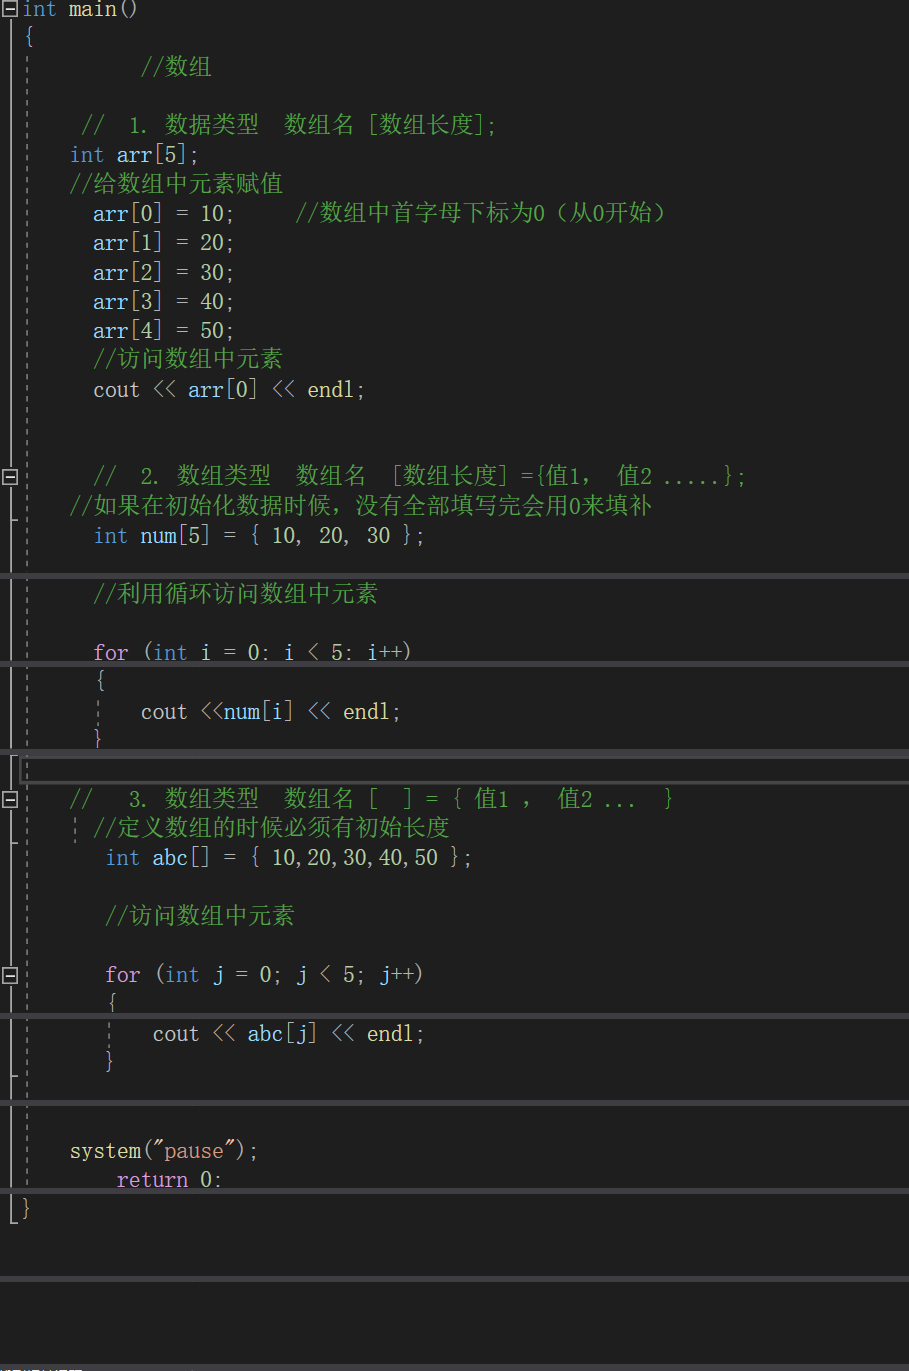 int main()
{
//数组
// 1. 数据类型 数组名 [数组长度];
int arr[5];
//给数组中元素赋值
arr[0] = 10; //数组中首字母下标为0（从0开始）
arr[1] = 20;
arr[2] = 30;
arr[3] = 40;
arr[4] = 50;
//访问数组中元素
cout << arr[0] << endl;
// 2. 数组类型 数组名 [数组长度] ={值1， 值2 .....};
//如果在初始化数据时候，没有全部填写完会用0来填补
int num[5] = { 10, 20, 30 };
//利用循环访问数组中元素
for (int i = 0; i < 5; i++)
{
cout <<num[i] << endl;
}
// 3. 数组类型 数组名 [ ] = { 值1 ， 值2 ... }
//定义数组的时候必须有初始长度
int abc[] = { 10,20,30,40,50 };
//访问数组中元素
for (int j = 0; j < 5; j++)
{
cout << abc[j] << endl;
}
system("pause");
return 0;
}